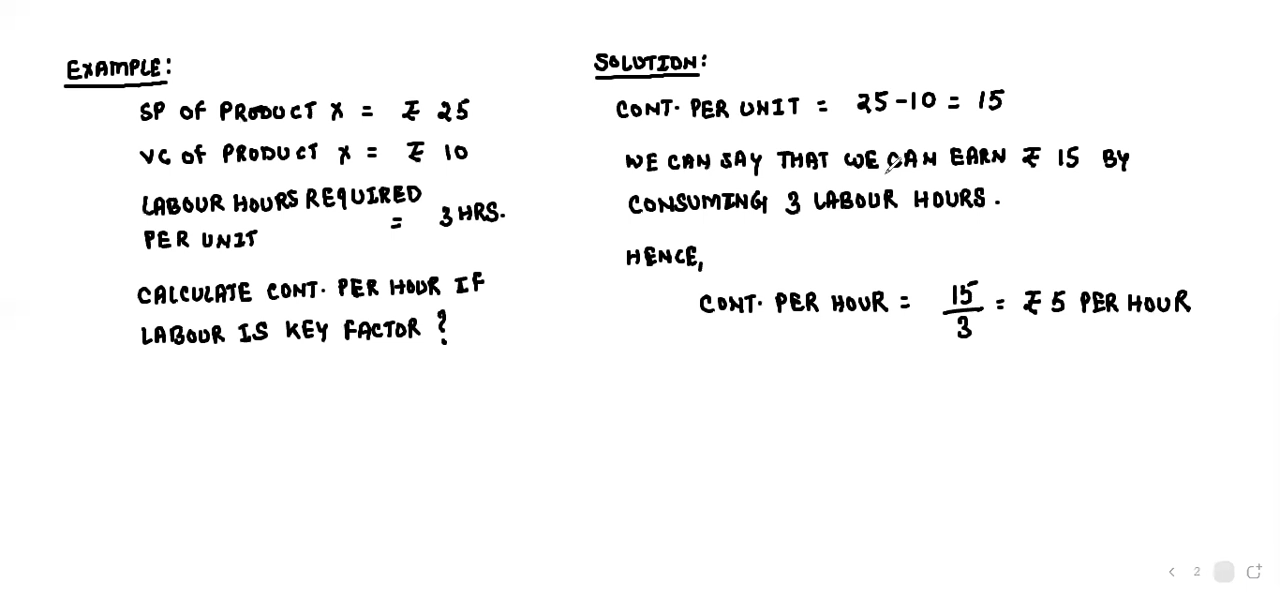 EXAMPLE:
SP OF PRODUCT X = ₹ 25
VC OF PRODUCT X = ₹ 10
LABOUR HOURS REQUIRED
PER UNIT = 3 HRS.
CALCULATE CONT. PER HOUR IF
LABOUR IS KEY FACTOR ?
SOLUTION:
CONT. PER UNIT = 25 - 10 = 15
WE CAN SAY THAT WE CAN EARN ₹ 15 BY
CONSUMING 3 LABOUR HOURS.
HENCE,
CONT. PER HOUR = 15/3 = ₹ 5 PER HOUR
2